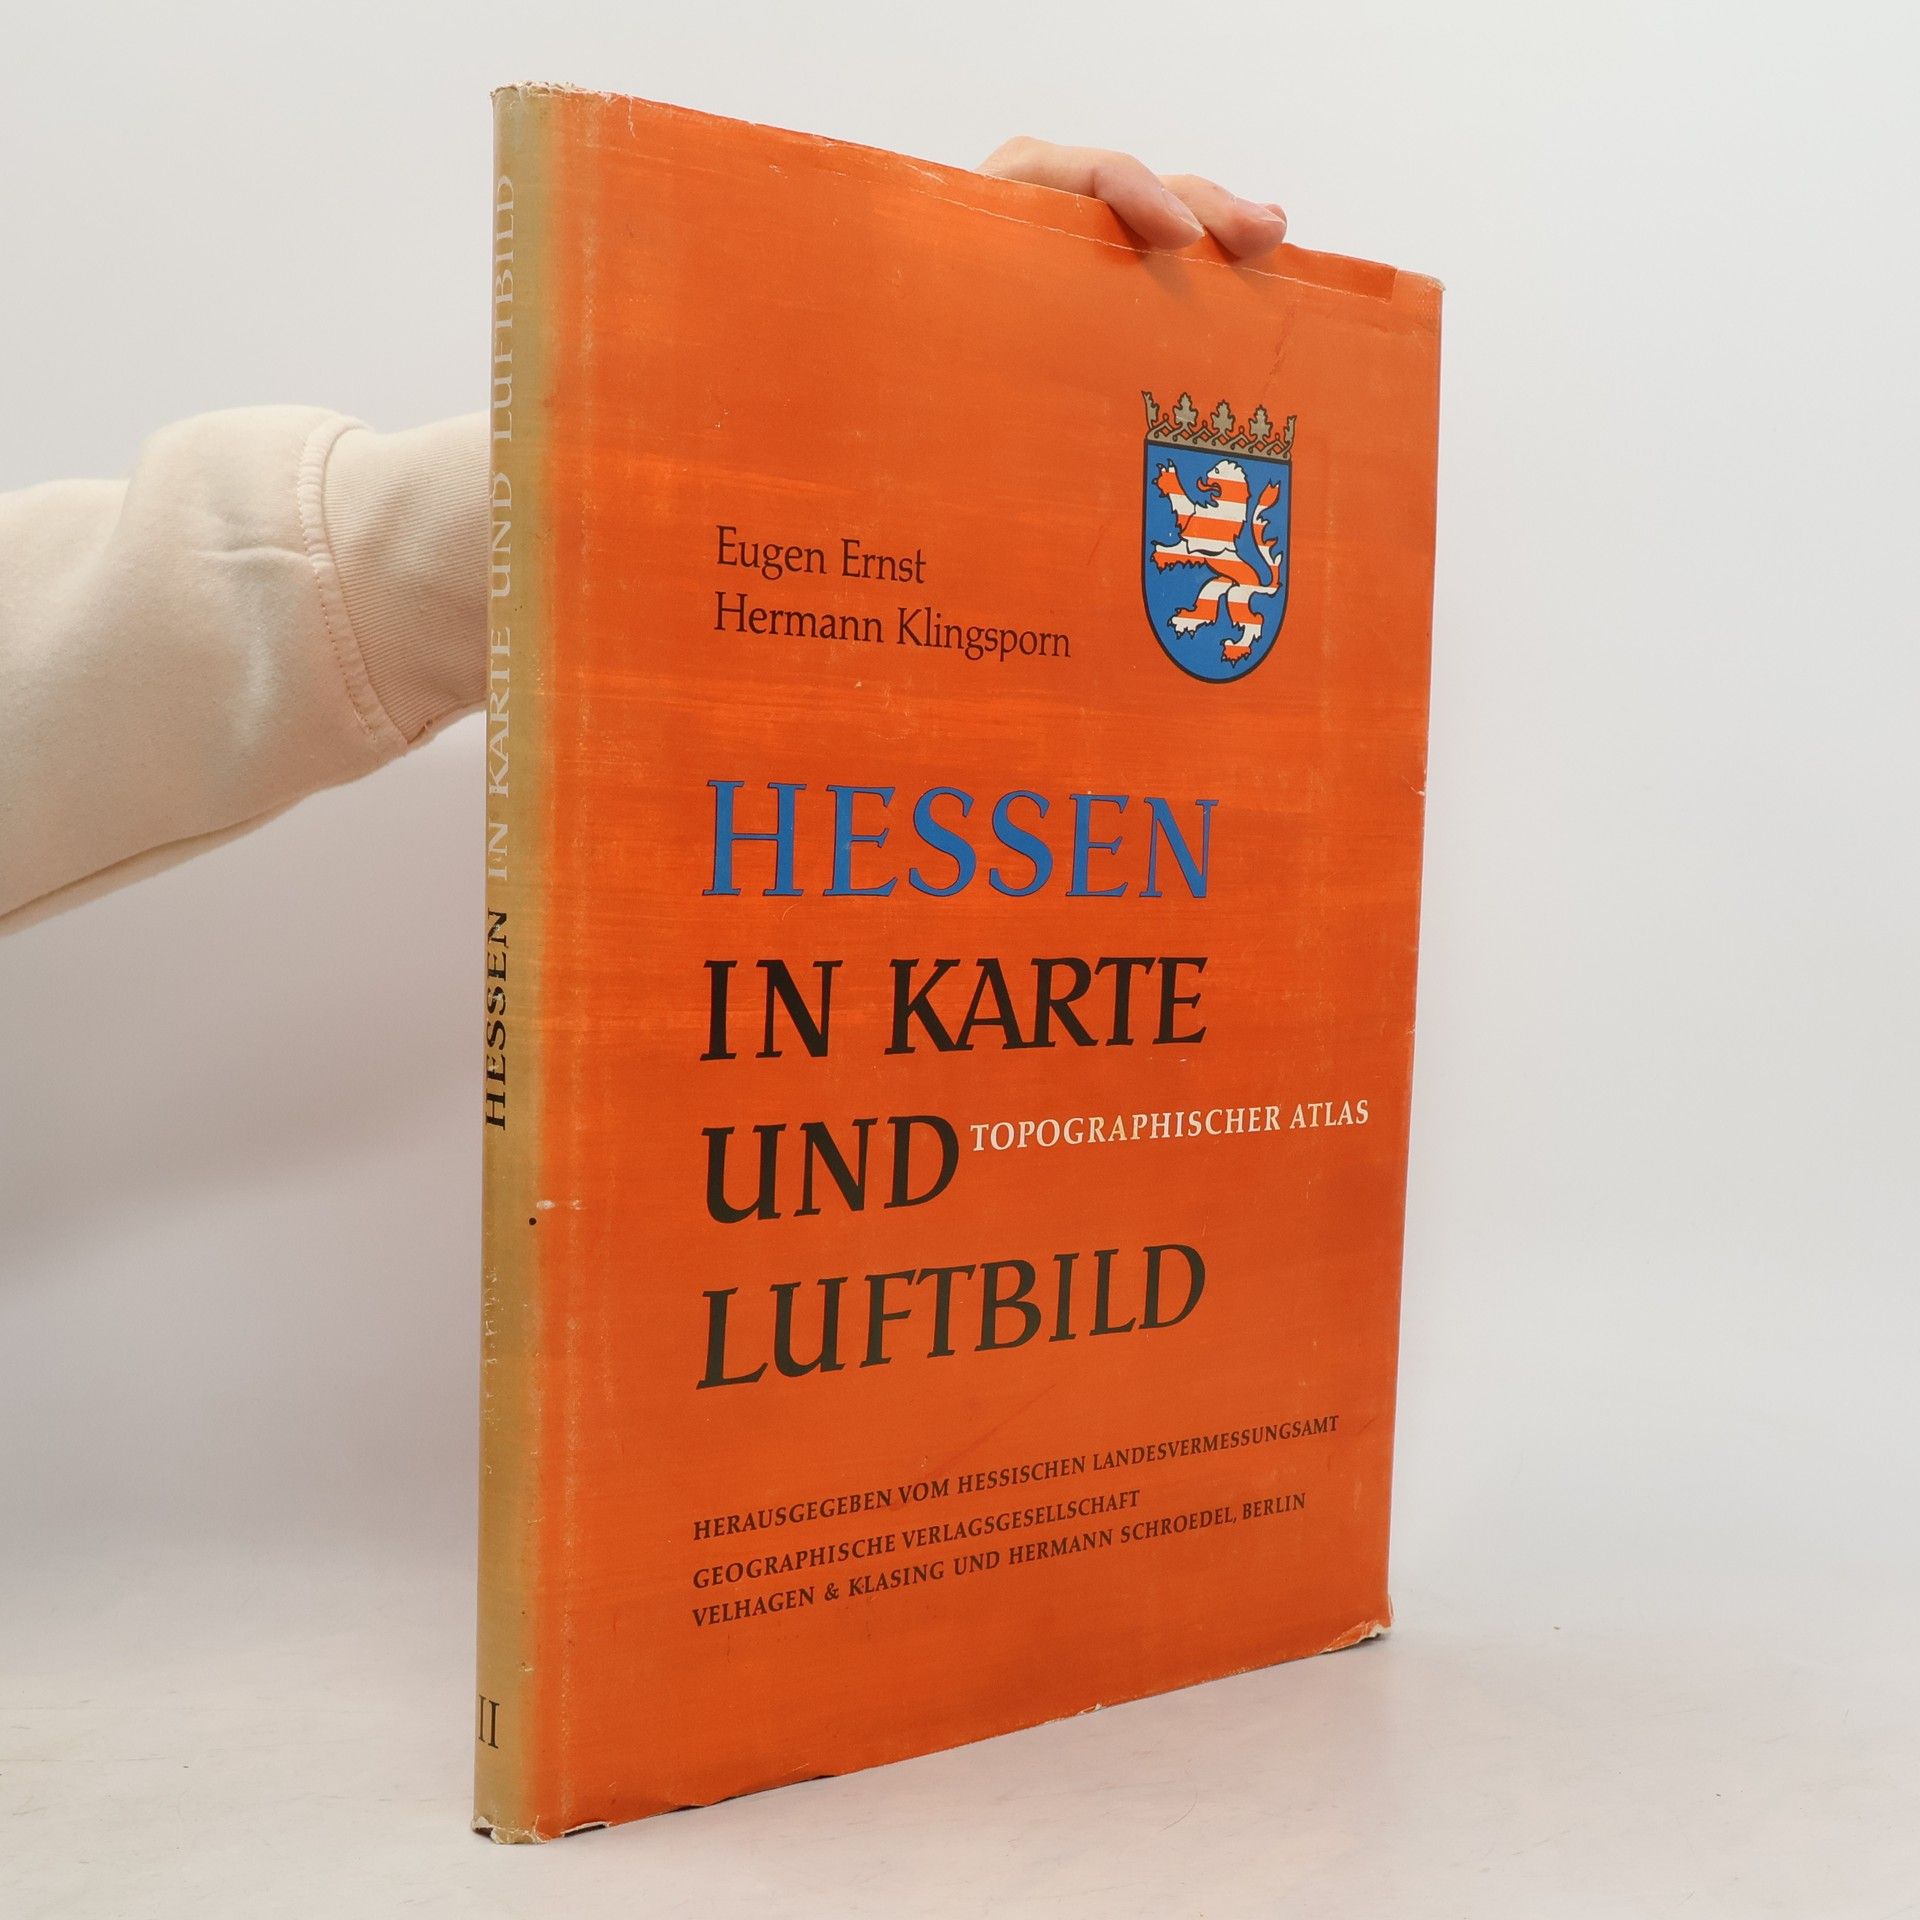 HESSEN IN KARTE UND LUFTBILD
II
Eugen Ernst
Hermann Klingsporn
HESSEN
IN KARTE
UND TOPOGRAPHISCHER ATLAS
LUFTBILD
HERAUSGEGEBEN VOM HESSISCHEN LANDESVERMESSUNGSAMT
GEOGRAPHISCHE VERLAGSGESELLSCHAFT
VELHAGEN & KLASING UND HERMANN SCHROEDEL, BERLIN